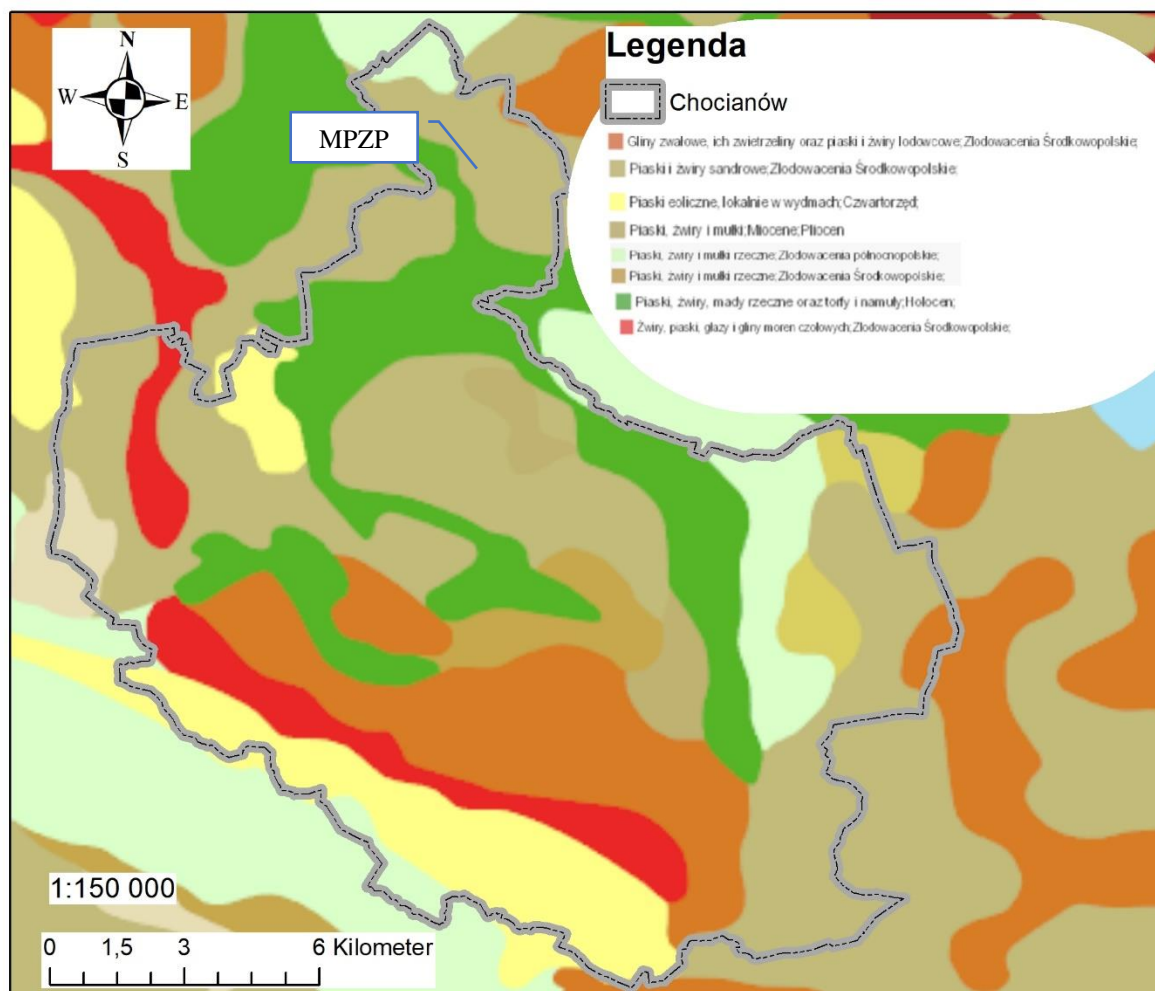 N
W
E
S
MPZP
Legenda
Chocianów
Gliny zwałowe, ich zwietrzeliny oraz piaski i żwiry lodowcowe;Zlodowacenia Środkowopolskie;
Piaski i żwiry sandrowe;Zlodowacenia Środkowopolskie;
Piaski eoliczne, lokalnie w wydmach;Czwartorzęd;
Piaski, żwiry i mułki;Miocene;Pliocen
Piaski, żwiry i mułki rzeczne;Zlodowacenia północnopolskie;
Piaski, żwiry i mułki rzeczne;Zlodowacenia Środkowopolskie;
Piaski, żwiry, mady rzeczne oraz torfy i namuły;Holocen;
Żwiry, piaski, głazy i gliny moren czołowych;Zlodowacenia Środkowopolskie;
1:150 000
0 1,5 3 6 Kilometer